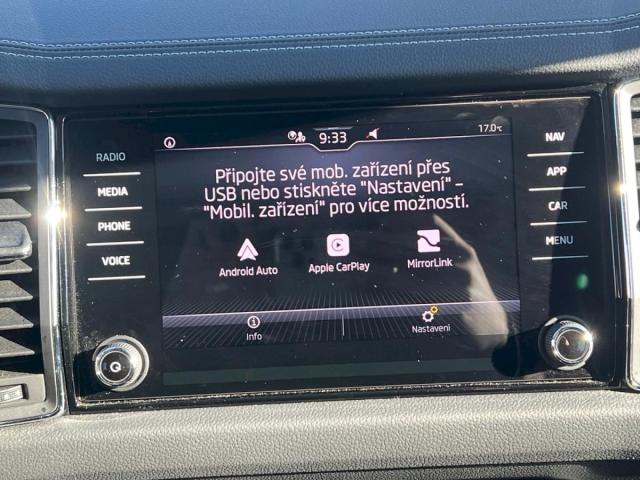 9:33
17.0°C
RADIO
MEDIA
PHONE
VOICE
NAV
APP
CAR
MENU
Připojte své mob. zařízení přes
USB nebo stiskněte "Nastavení" –
"Mobil. zařízení" pro více možností.
Android Auto
Apple CarPlay
MirrorLink
Info
Nastavení